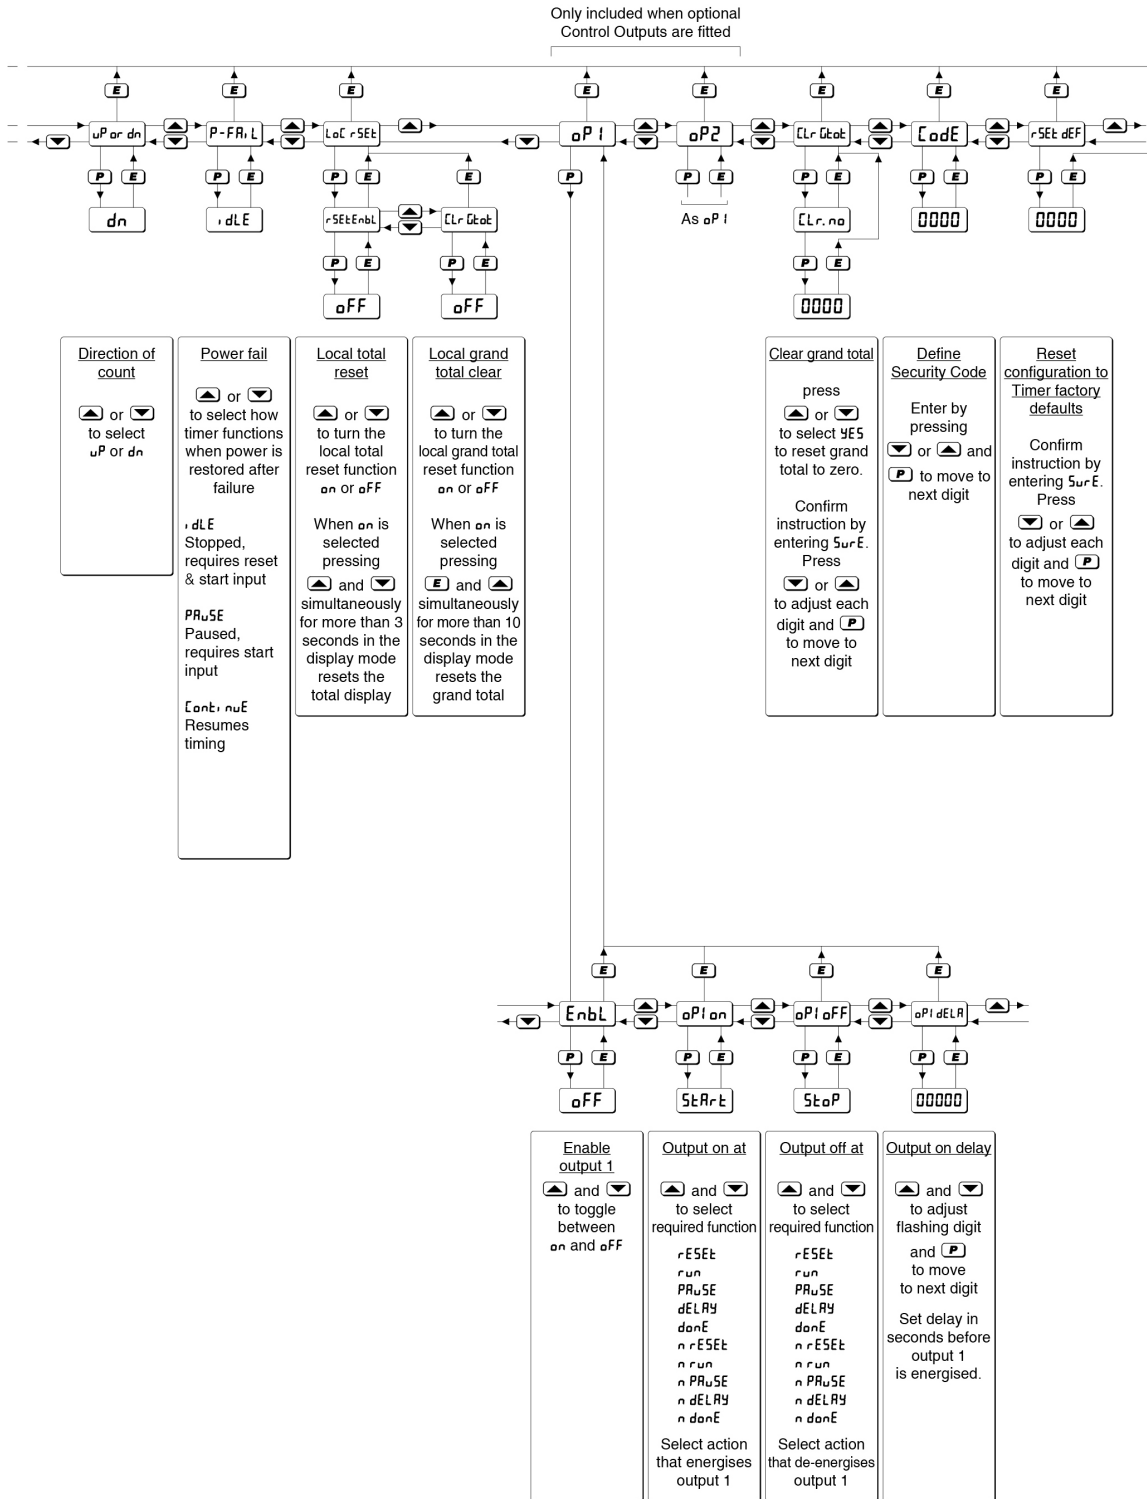 Only included when optional
Control Outputs are fitted
E E E E E E E E
uP or dn P-FAiL LoC rSEt oP1 oP2 CLr Gtot CodE rSEt dEF
P E P E P E E P P E P E P E P E
dn idLE rSEtEnbL CLr Gtot As oP1 CLr.no 0000 0000
P E P E P E
oFF oFF 0000
Direction of
count
or
to select
uP or dn
Power fail
or
to select how
timer functions
when power is
restored after
failure
idLE
Stopped,
requires reset
& start input
PAuSE
Paused,
requires start
input
ContinuE
Resumes
timing
Local total
reset
or
to turn the
local total
reset function
on or oFF
When on is
selected
pressing
and
simultaneously
for more than 3
seconds in the
display mode
resets the
total display
Local grand
total clear
or
to turn the
local grand total
reset function
on or oFF
When on is
selected
pressing
E and
simultaneously
for more than 10
seconds in the
display mode
resets the
grand total
Clear grand total
press
or
to select YES
to reset grand
total to zero.
Confirm
instruction by
entering SurE.
Press
or
to adjust each
digit and P
to move to
next digit
Define
Security Code
Enter by
pressing
or and
P to move to
next digit
Reset
configuration to
Timer factory
defaults
Confirm
instruction by
entering SurE.
Press
or
to adjust each
digit and P
to move to
next digit
E E E E
EnbL oP1 on oP1 oFF oP1 dELA
P E P E P E P E
oFF StArt StoP 00000
Enable
output 1
and
to toggle
between
on and oFF
Output on at
and
to select
required function
rESEt
run
PAuSE
dELAY
donE
n rESEt
n run
n PAuSE
n dELAY
n donE
Select action
that energises
output 1
Output off at
and
to select
required function
rESEt
run
PAuSE
dELAY
donE
n rESEt
n run
n PAuSE
n dELAY
n donE
Select action
that de-energises
output 1
Output on delay
and
to adjust
flashing digit
and P
to move
to next digit
Set delay in
seconds before
output 1
is energised.